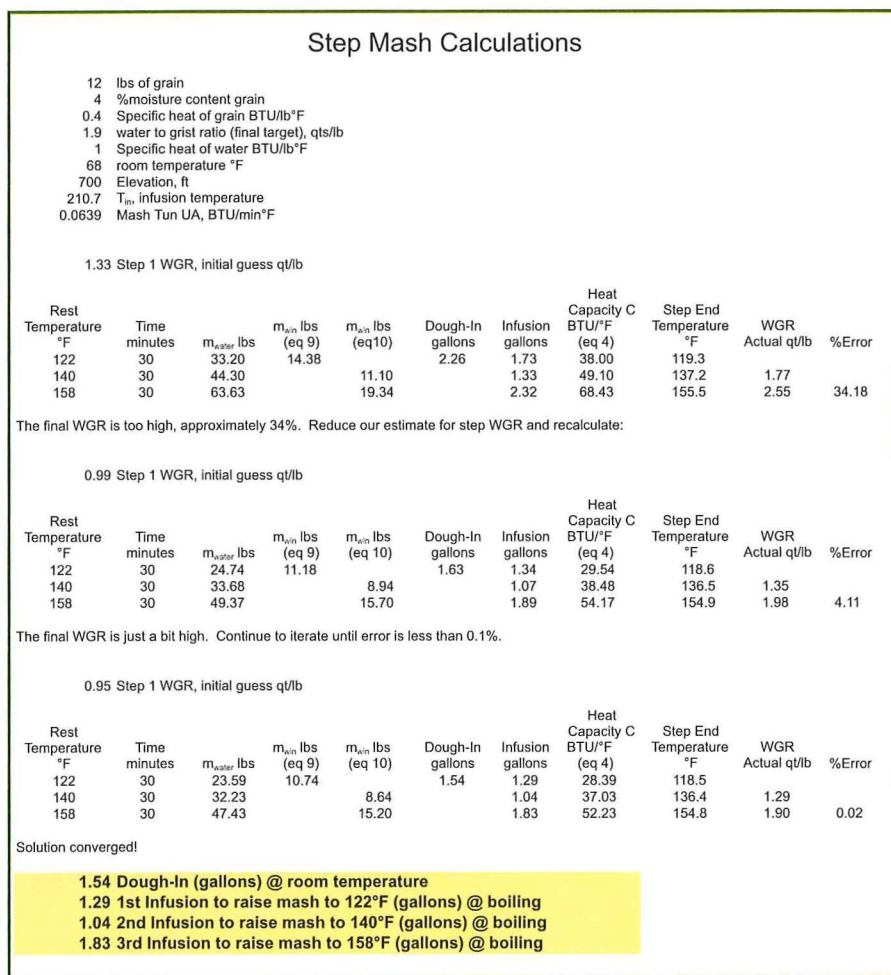 Step Mash Calculations
12 lbs of grain
4 %moisture content grain
0.4 Specific heat of grain BTU/lb°F
1.9 water to grist ratio (final target), qts/lb
1 Specific heat of water BTU/lb°F
68 room temperature °F
700 Elevation, ft
210.7 Tin, infusion temperature
0.0639 Mash Tun UA, BTU/min°F
1.33 Step 1 WGR, initial guess qt/lb
Heat
Rest Capacity C Step End
Temperature Time mwin lbs mwin lbs Dough-In Infusion BTU/°F Temperature WGR
°F minutes mwater lbs (eq 9) (eq10) gallons gallons (eq 4) °F Actual qt/lb %Error
122 30 33.20 14.38 2.26 1.73 38.00 119.3
140 30 44.30 11.10 1.33 49.10 137.2 1.77
158 30 63.63 19.34 2.32 68.43 155.5 2.55 34.18
The final WGR is too high, approximately 34%. Reduce our estimate for step WGR and recalculate:
0.99 Step 1 WGR, initial guess qt/lb
Heat
Rest Capacity C Step End
Temperature Time mwin lbs mwin lbs Dough-In Infusion BTU/°F Temperature WGR
°F minutes mwater lbs (eq 9) (eq 10) gallons gallons (eq 4) °F Actual qt/lb %Error
122 30 24.74 11.18 1.63 1.34 29.54 118.6
140 30 33.68 8.94 1.07 38.48 136.5 1.35
158 30 49.37 15.70 1.89 54.17 154.9 1.98 4.11
The final WGR is just a bit high. Continue to iterate until error is less than 0.1%.
0.95 Step 1 WGR, initial guess qt/lb
Heat
Rest Capacity C Step End
Temperature Time mwin lbs mwin lbs Dough-In Infusion BTU/°F Temperature WGR
°F minutes mwater lbs (eq 9) (eq 10) gallons gallons (eq 4) °F Actual qt/lb %Error
122 30 23.59 10.74 1.54 1.29 28.39 118.5
140 30 32.23 8.64 1.04 37.03 136.4 1.29
158 30 47.43 15.20 1.83 52.23 154.8 1.90 0.02
Solution converged!
1.54 Dough-In (gallons) @ room temperature
1.29 1st Infusion to raise mash to 122°F (gallons) @ boiling
1.04 2nd Infusion to raise mash to 140°F (gallons) @ boiling
1.83 3rd Infusion to raise mash to 158°F (gallons) @ boiling